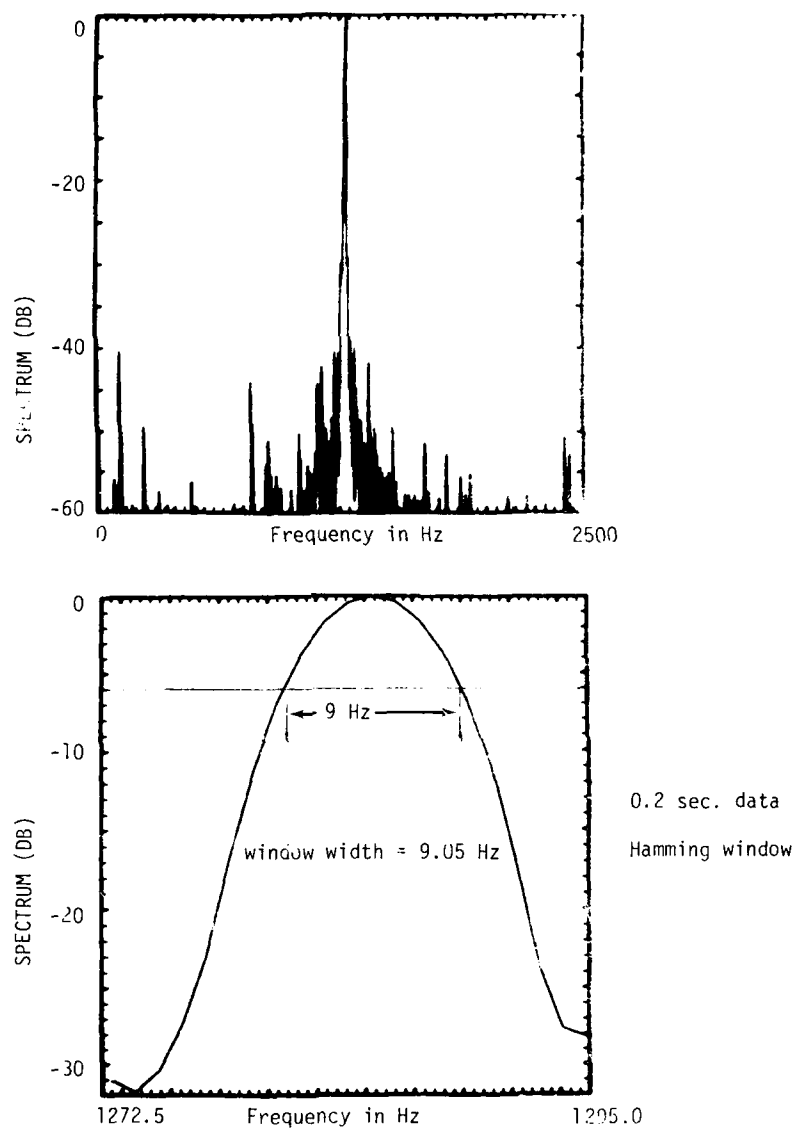 0
-20
-40
-60
(DB)
0
2500
Frequency in Hz
0
-10
-20
-30
SPECTRUM (DB)
9 Hz
window width = 9.05 Hz
0.2 sec. data
Hamming window
1272.5
Frequency in Hz